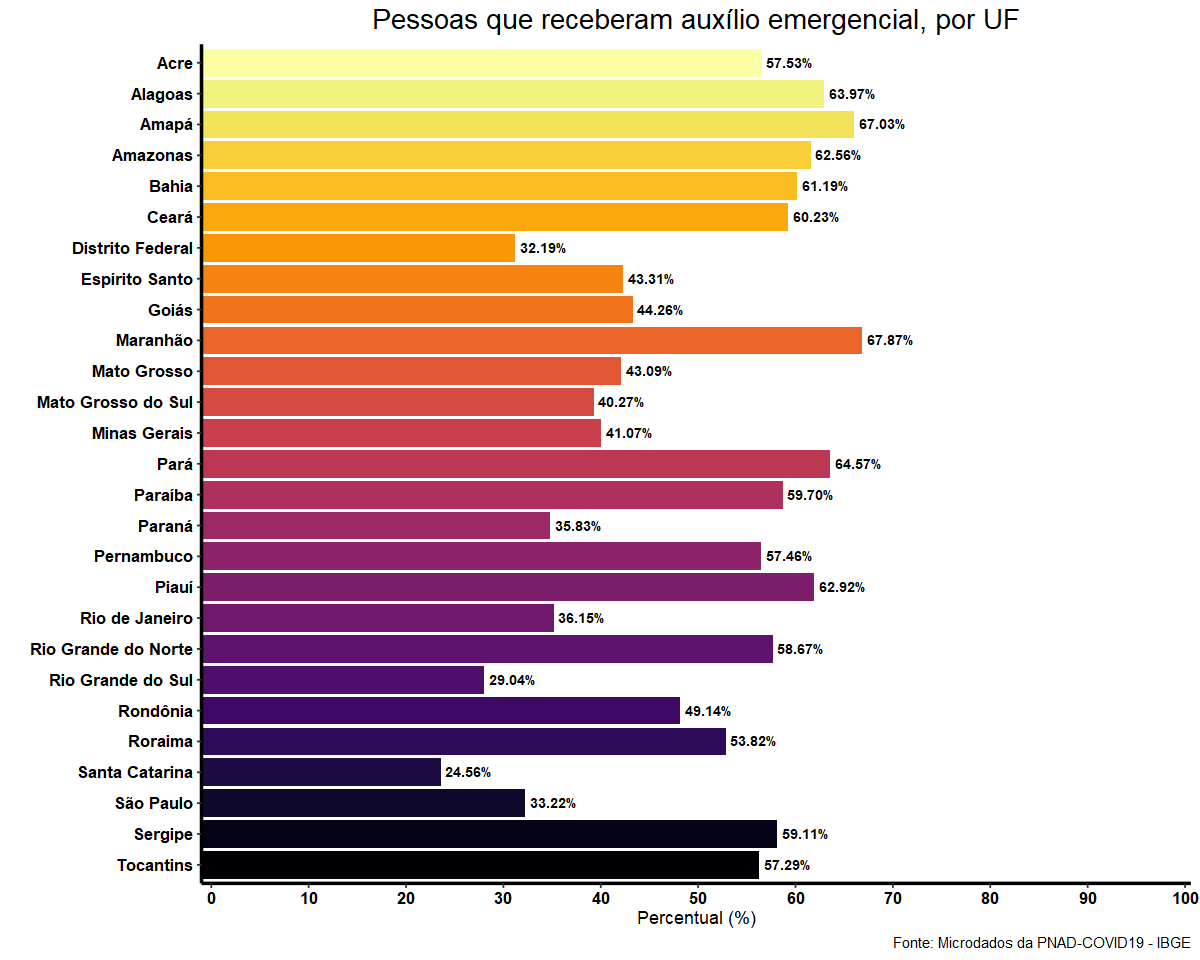 Pessoas que receberam auxílio emergencial, por UF
Acre 57.53%
Alagoas 63.97%
Amapá 67.03%
Amazonas 62.56%
Bahia 61.19%
Ceará 60.23%
Distrito Federal 32.19%
Espírito Santo 43.31%
Goiás 44.26%
Maranhão 67.87%
Mato Grosso 43.09%
Mato Grosso do Sul 40.27%
Minas Gerais 41.07%
Pará 64.57%
Paraíba 59.70%
Paraná 35.83%
Pernambuco 57.46%
Piauí 62.92%
Rio de Janeiro 36.15%
Rio Grande do Norte 58.67%
Rio Grande do Sul 29.04%
Rondônia 49.14%
Roraima 53.82%
Santa Catarina 24.56%
São Paulo 33.22%
Sergipe 59.11%
Tocantins 57.29%
0 10 20 30 40 50 60 70 80 90 100
Percentual (%)
Fonte: Microdados da PNAD-COVID19 - IBGE